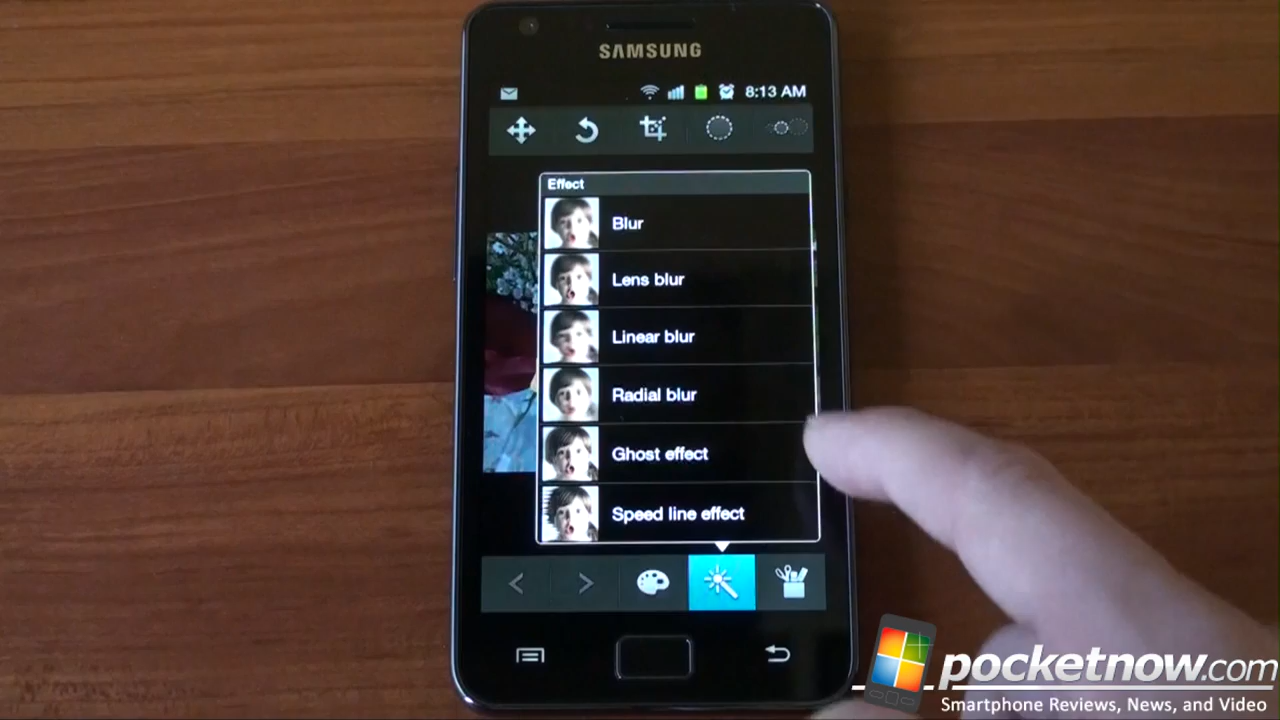 SAMSUNG
8:13 AM
Effect
Blur
Lens blur
Linear blur
Radial blur
Ghost effect
Speed line effect
pocketnow.com
Smartphone Reviews, News, and Video